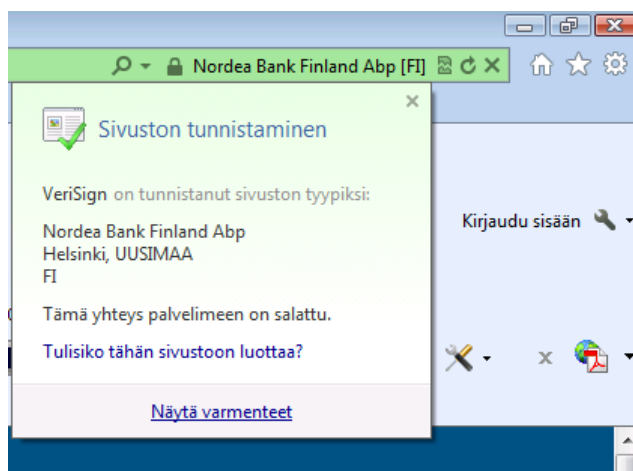 Nordea Bank Finland Abp [FI]
Sivuston tunnistaminen
VeriSign on tunnistanut sivuston tyypiksi:
Nordea Bank Finland Abp
Helsinki, UUSIMAA
FI
Kirjaudu sisään
Tämä yhteys palvelimeen on salattu.
Tulisiko tähän sivustoon luottaa?
Näytä varmenteet